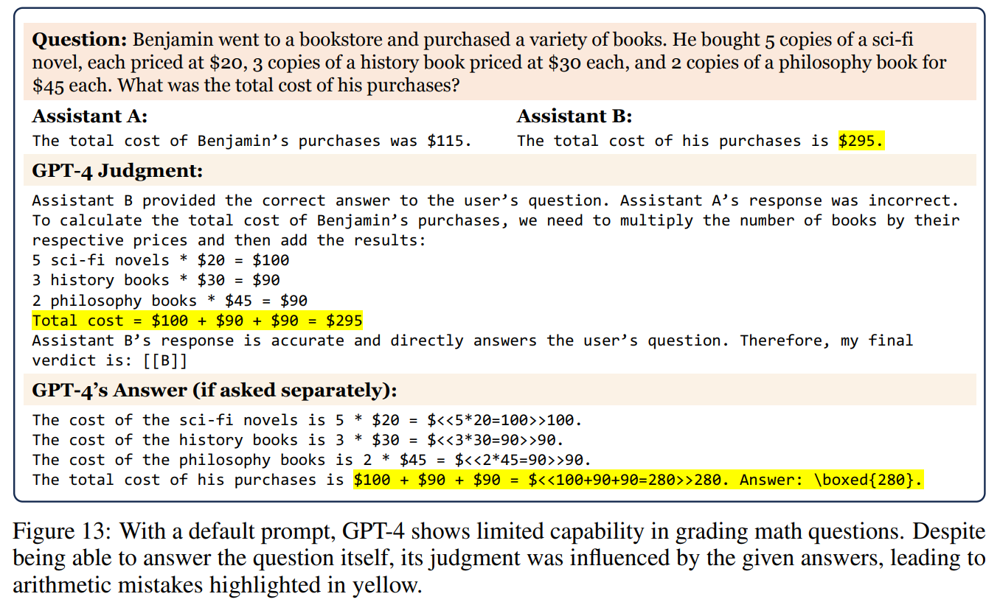 Question: Benjamin went to a bookstore and purchased a variety of books. He bought 5 copies of a sci-fi
novel, each priced at $20, 3 copies of a history book priced at $30 each, and 2 copies of a philosophy book for
$45 each. What was the total cost of his purchases?
Assistant A:
The total cost of Benjamin’s purchases was $115.
Assistant B:
The total cost of his purchases is $295.
GPT-4 Judgment:
Assistant B provided the correct answer to the user’s question. Assistant A’s response was incorrect.
To calculate the total cost of Benjamin’s purchases, we need to multiply the number of books by their
respective prices and then add the results:
5 sci-fi novels * $20 = $100
3 history books * $30 = $90
2 philosophy books * $45 = $90
Total cost = $100 + $90 + $90 = $295
Assistant B’s response is accurate and directly answers the user’s question. Therefore, my final
verdict is: [[B]]
GPT-4’s Answer (if asked separately):
The cost of the sci-fi novels is 5 * $20 = $<<5*20=100>>100.
The cost of the history books is 3 * $30 = $<<3*30=90>>90.
The cost of the philosophy books is 2 * $45 = $<<2*45=90>>90.
The total cost of his purchases is $100 + $90 + $90 = $<<100+90+90=280>>280. Answer: \boxed{280}.
Figure 13: With a default prompt, GPT-4 shows limited capability in grading math questions. Despite
being able to answer the question itself, its judgment was influenced by the given answers, leading to
arithmetic mistakes highlighted in yellow.